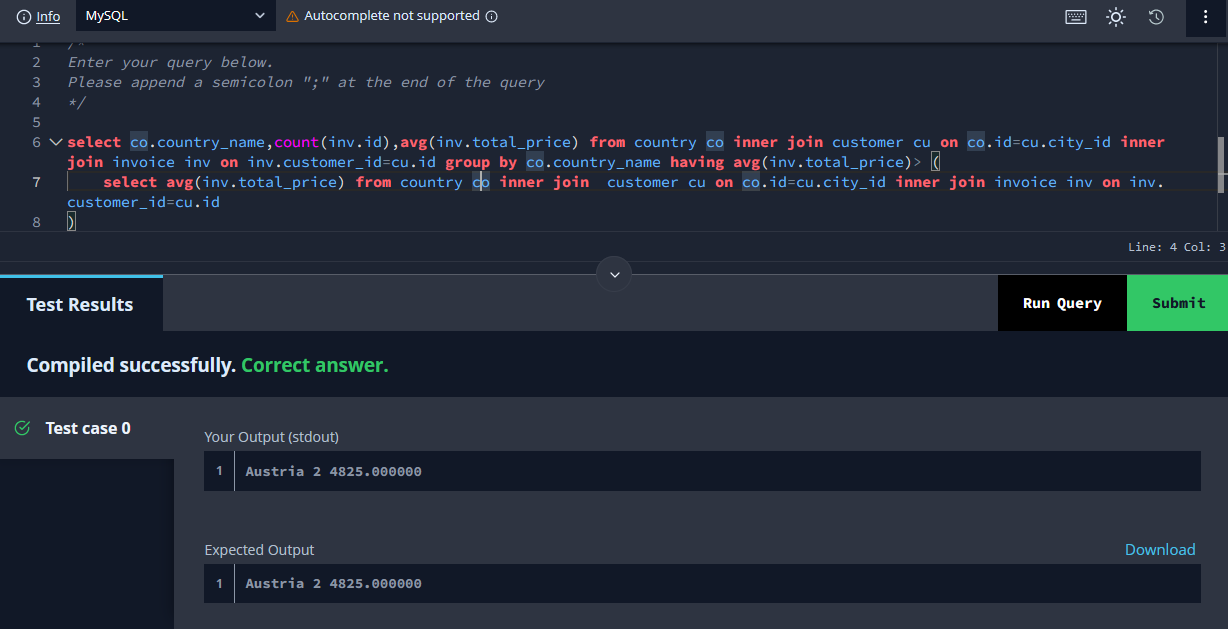 Info
MySQL
Autocomplete not supported
1 /*
2 Enter your query below.
3 Please append a semicolon ";" at the end of the query
4 */
5
6 select co.country_name,count(inv.id),avg(inv.total_price) from country co inner join customer cu on co.id=cu.city_id inner
join invoice inv on inv.customer_id=cu.id group by co.country_name having avg(inv.total_price)> (
7 select avg(inv.total_price) from country co inner join  customer cu on co.id=cu.city_id inner join invoice inv on inv.
customer_id=cu.id
8 )
Line: 4 Col: 3
Test Results
Run Query
Submit
Compiled successfully. Correct answer.
Test case 0
Your Output (stdout)
1 Austria 2 4825.000000
Expected Output
Download
1 Austria 2 4825.000000